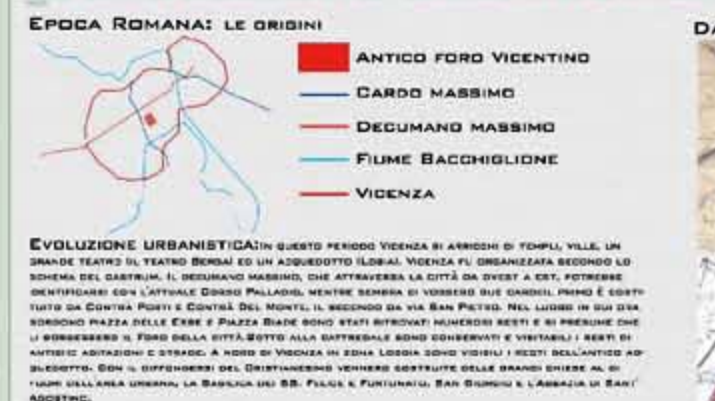 EPOCA ROMANA: LE ORIGINI
DA
ANTICO FORO VICENTINO
CARDO MASSIMO
DECUMANO MASSIMO
FIUME BACCHIGLIONE
VICENZA
EVOLUZIONE URBANISTICA: IN QUESTO PERIODO VICENZA SI ARRICCHÌ DI TEMPLI, VILLE, UN
GRANDE TEATRO (IL TEATRO BERGA) ED UN ACQUEDOTTO (LOBIA). VICENZA FU ORGANIZZATA SECONDO LO
SCHEMA DEL CASTRUM. IL DECUMANO MASSIMO, CHE ATTRAVERSA LA CITTÀ DA OVEST A EST, POTREBBE
IDENTIFICARSI CON L'ATTUALE CORSO PALLADIO, MENTRE SEMBRA CI FOSSERO DUE CARDO: IL PRIMO È COSTI
TUITO DA CONTRÀ PORTI E CONTRÀ DEL MONTE, IL SECONDO DA VIA SAN PIETRO. NEL LUOGO IN CUI ORA
SORGONO PIAZZA DELLE ERBE E PIAZZA BIADE SONO STATI RITROVATI NUMEROSI RESTI E SI PRESUME CHE
LI SORGESSERO IL FORO DELLA CITTÀ. SOTTO ALLA CATTEDRALE SONO CONSERVATI E VISITABILI I RESTI DI
ANTICHE ABITAZIONI E STRADE. A NORD DI VICENZA IN ZONA LOBBIA SONO VISIBILI I RESTI DELL'ANTICO AC
QUEDOTTO. CON IL DIFFONDERSI DEL CRISTIANESIMO VENNERO COSTRUITE DELLE GRANDI CHIESE AL DI
FUORI DELL'AREA URBANA, LA BASILICA DEI SS. FELICE E FORTUNATO, SAN GIORGIO E L'ABBAZIA DI SANT'
AGOSTINO.